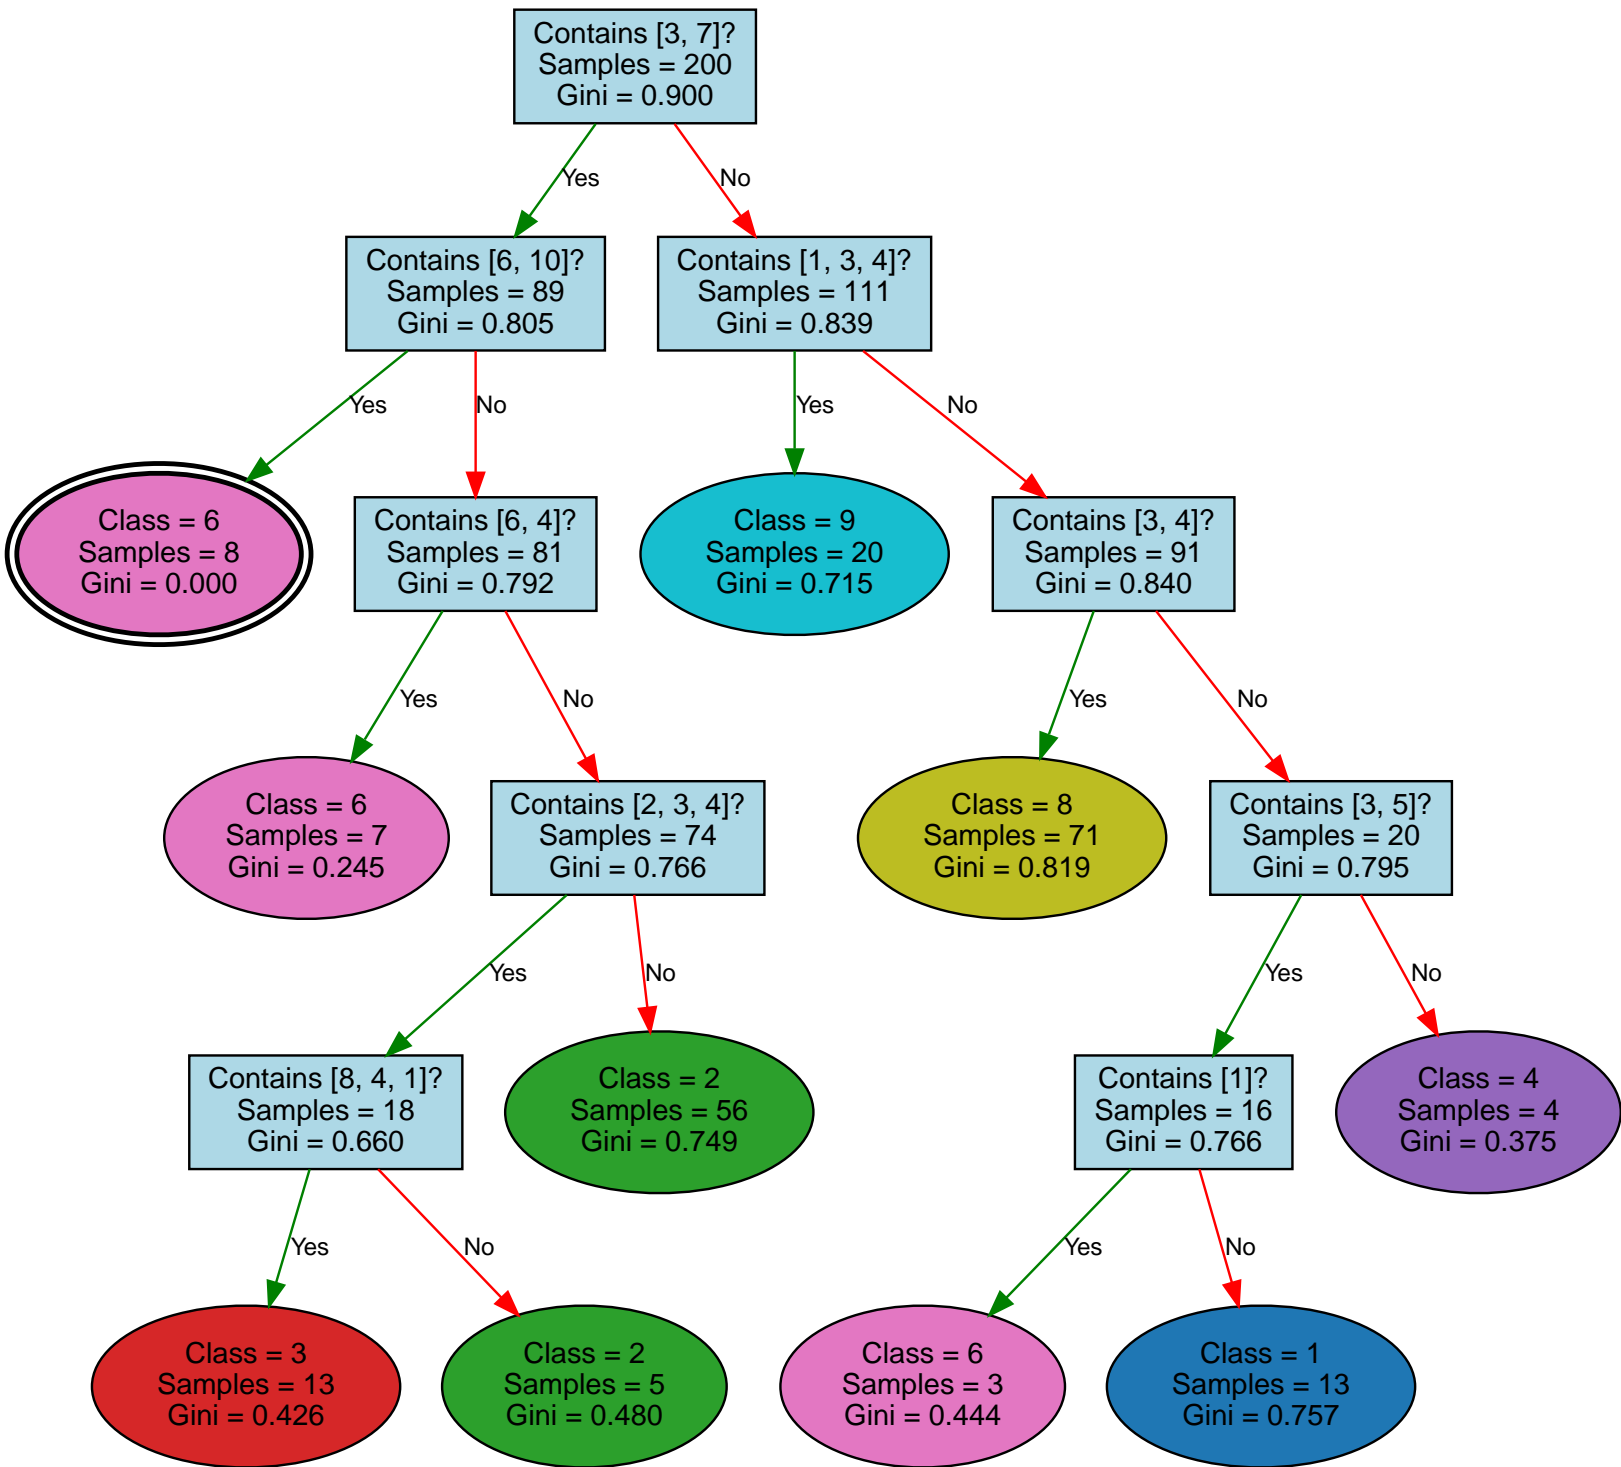 Contains [3, 7]?
Samples = 200
Gini = 0.900
Yes
No
Contains [6, 10]?
Samples = 89
Gini = 0.805
Contains [1, 3, 4]?
Samples = 111
Gini = 0.839
Yes
No
Yes
No
Class = 6
Samples = 8
Gini = 0.000
Contains [6, 4]?
Samples = 81
Gini = 0.792
Class = 9
Samples = 20
Gini = 0.715
Contains [3, 4]?
Samples = 91
Gini = 0.840
Yes
No
Yes
No
Class = 6
Samples = 7
Gini = 0.245
Contains [2, 3, 4]?
Samples = 74
Gini = 0.766
Class = 8
Samples = 71
Gini = 0.819
Contains [3, 5]?
Samples = 20
Gini = 0.795
Yes
No
Yes
No
Contains [8, 4, 1]?
Samples = 18
Gini = 0.660
Class = 2
Samples = 56
Gini = 0.749
Contains [1]?
Samples = 16
Gini = 0.766
Class = 4
Samples = 4
Gini = 0.375
Yes
No
Yes
No
Class = 3
Samples = 13
Gini = 0.426
Class = 2
Samples = 5
Gini = 0.480
Class = 6
Samples = 3
Gini = 0.444
Class = 1
Samples = 13
Gini = 0.757